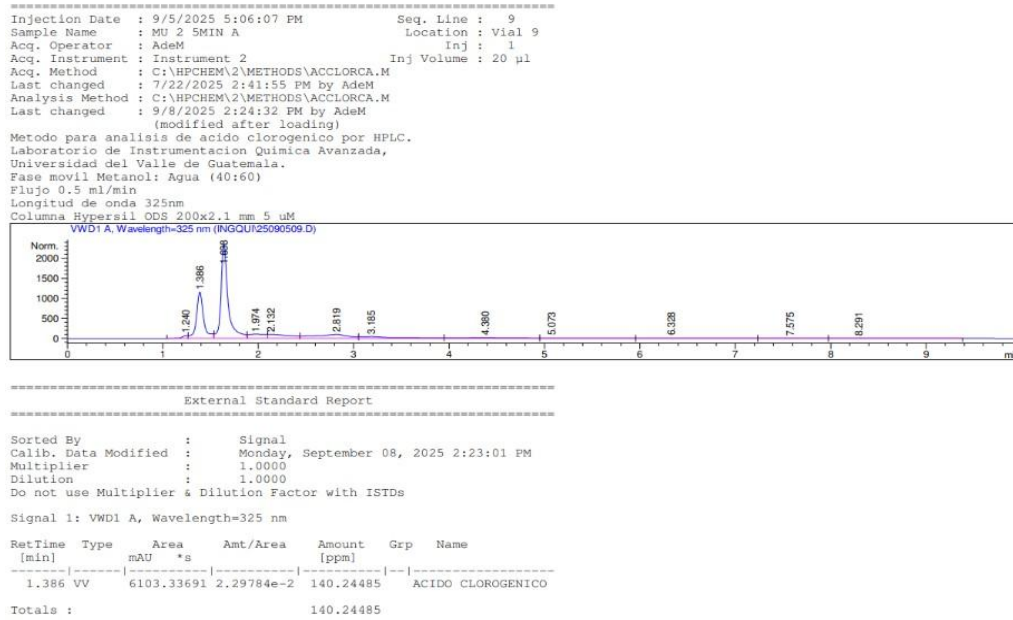 ==============================================================
Injection Date  : 9/5/2025 5:06:07 PM            Seq. Line :   9
Sample Name     : MU 2 5MIN A                     Location : Vial 9
Acq. Operator   : AdeM                                 Inj :   1
Acq. Instrument : Instrument 2                  Inj Volume : 20 µl
Acq. Method     : C:\HPCHEM\2\METHODS\ACCLORCA.M
Last changed    : 7/22/2025 2:41:55 PM by AdeM
Analysis Method : C:\HPCHEM\2\METHODS\ACCLORCA.M
Last changed    : 9/8/2025 2:24:32 PM by AdeM
(modified after loading)
Metodo para analisis de acido clorogenico por HPLC.
Laboratorio de Instrumentacion Quimica Avanzada,
Universidad del Valle de Guatemala.
Fase movil Metanol: Agua (40:60)
Flujo 0.5 ml/min
Longitud de onda 325nm
Columna Hypersil ODS 200x2.1 mm 5 uM
VWD1 A, Wavelength=325 nm (INGQUI\25090509.D)
Norm.
2000
1500
1000
500
0
1.240
1.386
1.636
1.974
2.132
2.819
3.185
4.380
5.073
6.328
7.575
8.291
0 1 2 3 4 5 6 7 8 9 m
==============================================================
External Standard Report
==============================================================
Sorted By             :      Signal
Calib. Data Modified  :      Monday, September 08, 2025 2:23:01 PM
Multiplier            :      1.0000
Dilution              :      1.0000
Do not use Multiplier & Dilution Factor with ISTDs
Signal 1: VWD1 A, Wavelength=325 nm
RetTime  Type     Area      Amt/Area    Amount   Grp   Name
[min]          mAU   *s                 [ppm]
-------|------|----------|----------|----------|--|------------------
1.386 VV    6103.33691 2.29784e-2  140.24485    ACIDO CLOROGENICO
Totals :                               140.24485